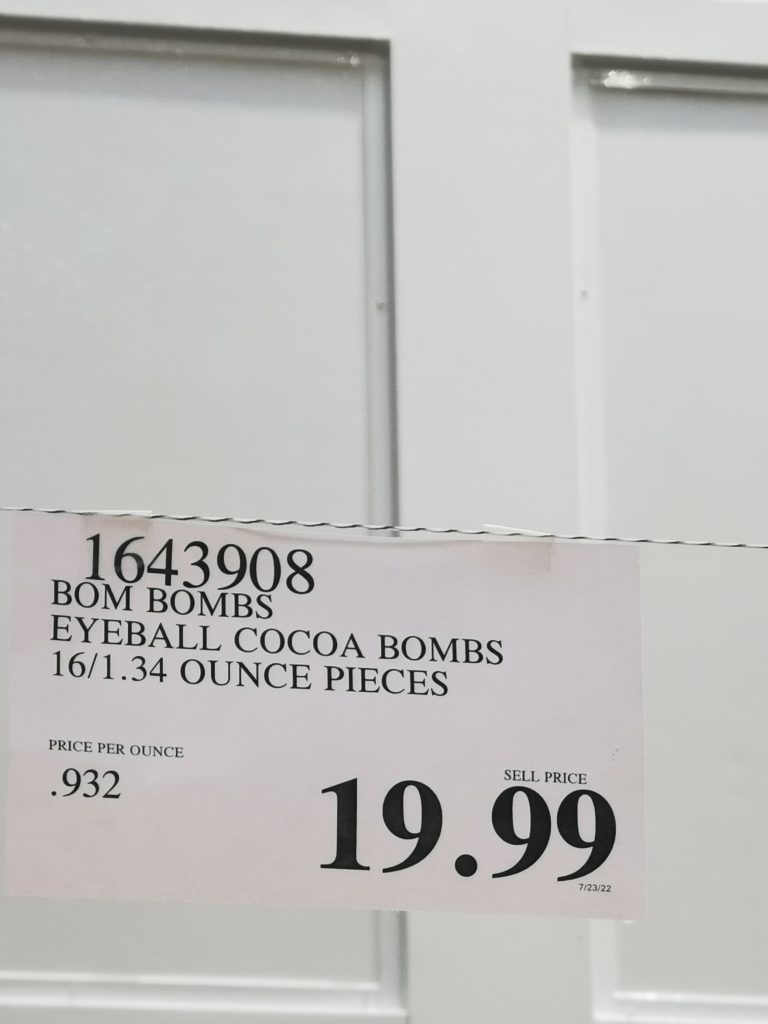 1643908
BOM BOMBS
EYEBALL COCOA BOMBS
16/1.34 OUNCE PIECES
PRICE PER OUNCE
.932
SELL PRICE
19.99
7/23/22